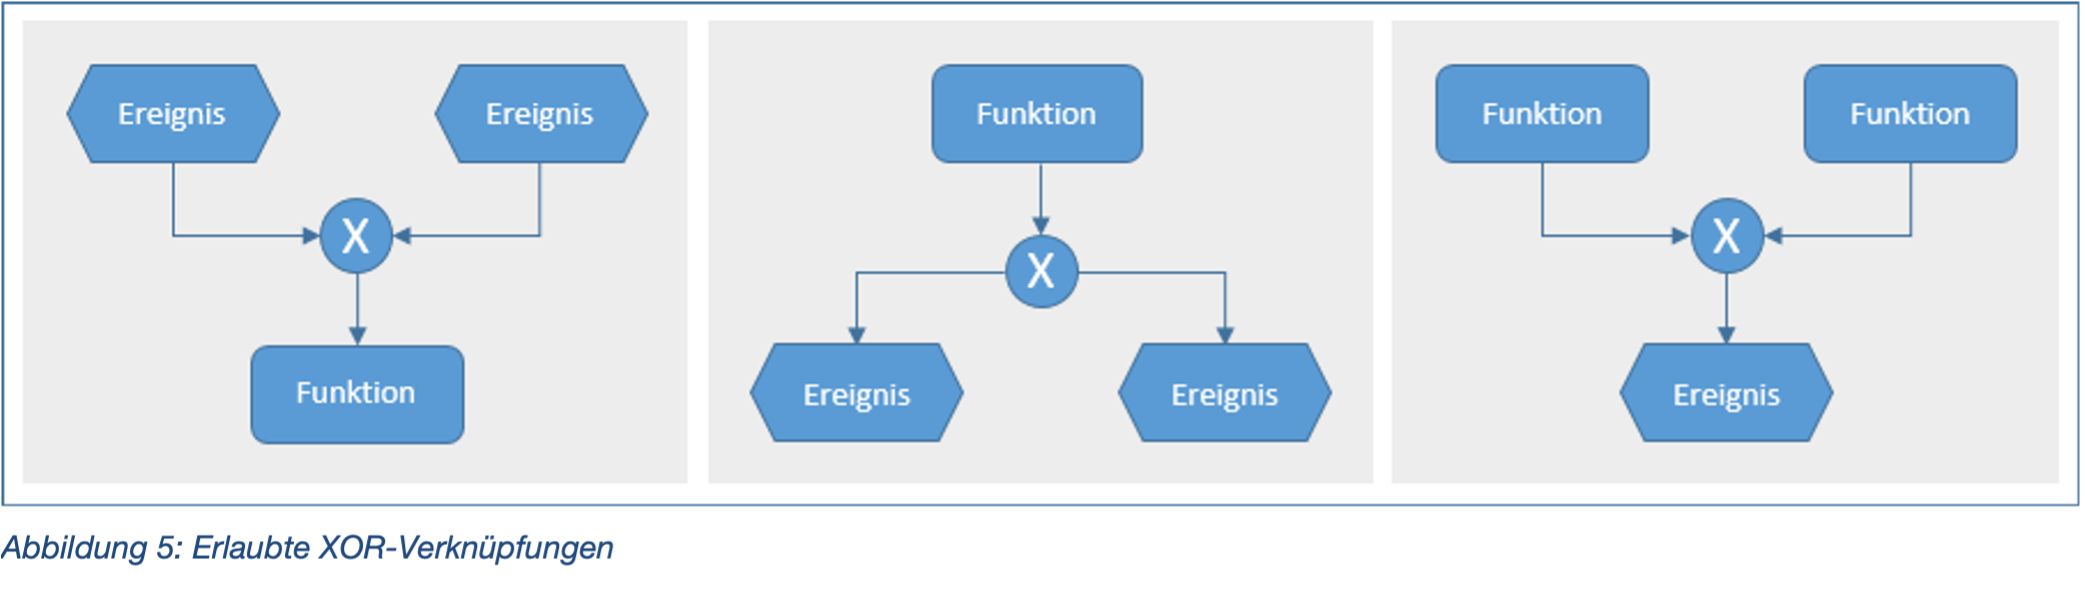 Ereignis
Ereignis
X
Funktion
Funktion
X
Ereignis
Ereignis
Funktion
Funktion
X
Ereignis
Abbildung 5: Erlaubte XOR-Verknüpfungen